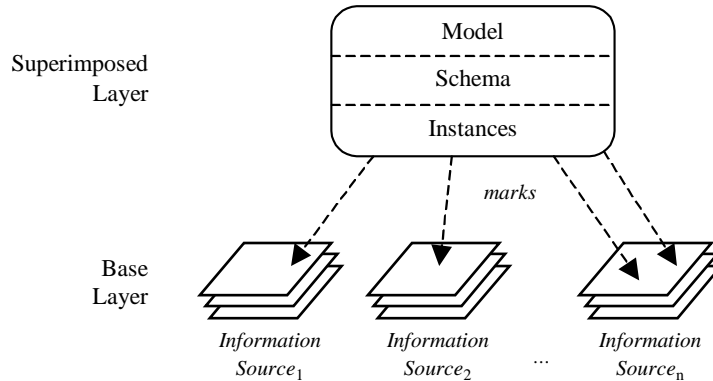 Model
Superimposed
Layer
Schema
Instances
marks
Base
Layer
Information
Source1
Information
Source2
...
Information
Sourcen